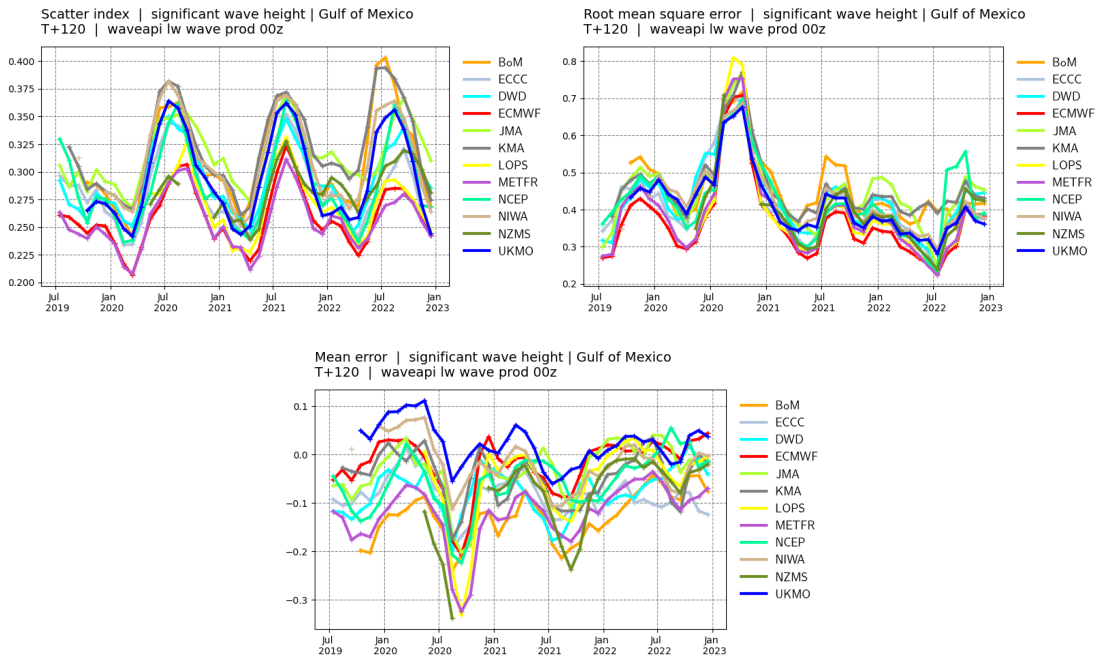 Scatter index | significant wave height | Gulf of Mexico
T+120 | waveapi lw wave prod 00z
0.400
0.375
0.350
0.325
0.300
0.275
0.250
0.225
0.200
Jul 2019
Jan 2020
Jul 2020
Jan 2021
Jul 2021
Jan 2022
Jul 2022
Jan 2023
BoM
ECCC
DWD
ECMWF
JMA
KMA
LOPS
METFR
NCEP
NIWA
NZMS
UKMO
Root mean square error | significant wave height | Gulf of Mexico
T+120 | waveapi lw wave prod 00z
0.8
0.7
0.6
0.5
0.4
0.3
0.2
Jul 2019
Jan 2020
Jul 2020
Jan 2021
Jul 2021
Jan 2022
Jul 2022
Jan 2023
BoM
ECCC
DWD
ECMWF
JMA
KMA
LOPS
METFR
NCEP
NIWA
NZMS
UKMO
Mean error | significant wave height | Gulf of Mexico
T+120 | waveapi lw wave prod 00z
0.1
0.0
−0.1
−0.2
−0.3
Jul 2019
Jan 2020
Jul 2020
Jan 2021
Jul 2021
Jan 2022
Jul 2022
Jan 2023
BoM
ECCC
DWD
ECMWF
JMA
KMA
LOPS
METFR
NCEP
NIWA
NZMS
UKMO